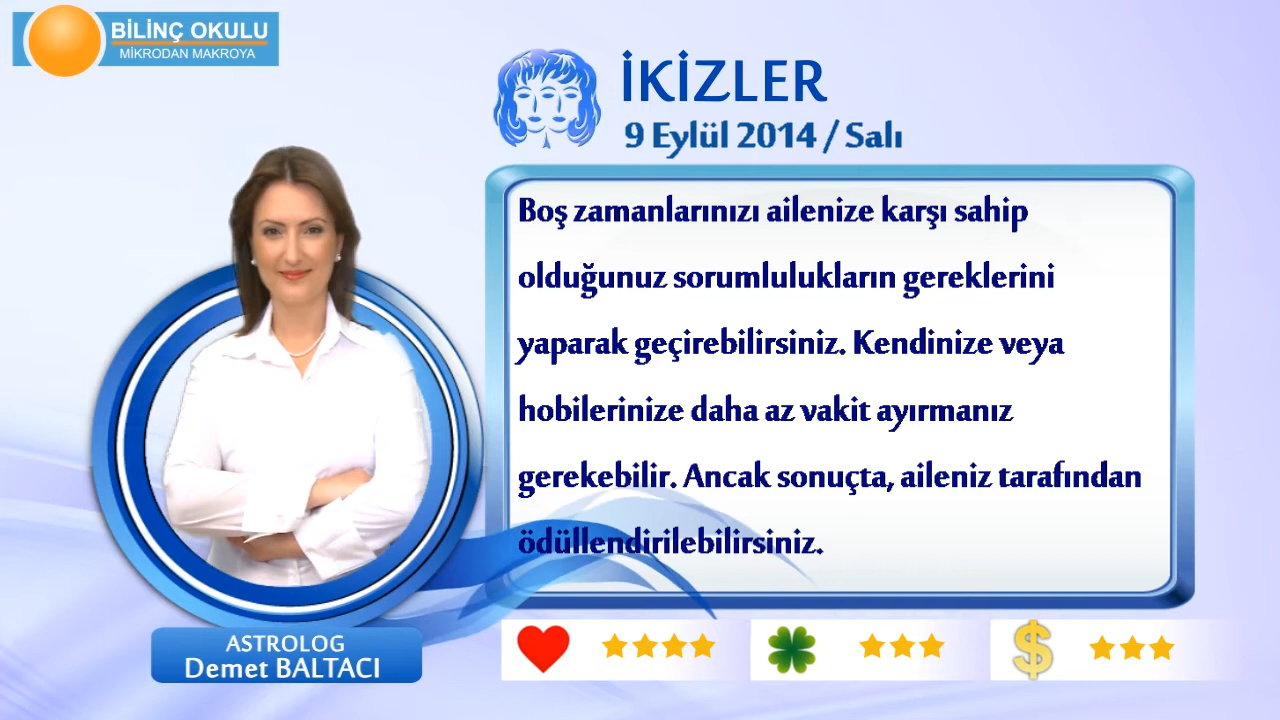 BİLİNÇ OKULU
MİKRODAN MAKROYA
İKİZLER
9 Eylül 2014 / Salı
Boş zamanlarınızı ailenize karşı sahip
olduğunuz sorumlulukların gereklerini
yaparak geçirebilirsiniz. Kendinize veya
hobilerinize daha az vakit ayırmanız
gerekebilir. Ancak sonuçta, aileniz tarafından
ödüllendirilebilirsiniz.
ASTROLOG
Demet BALTACI
$